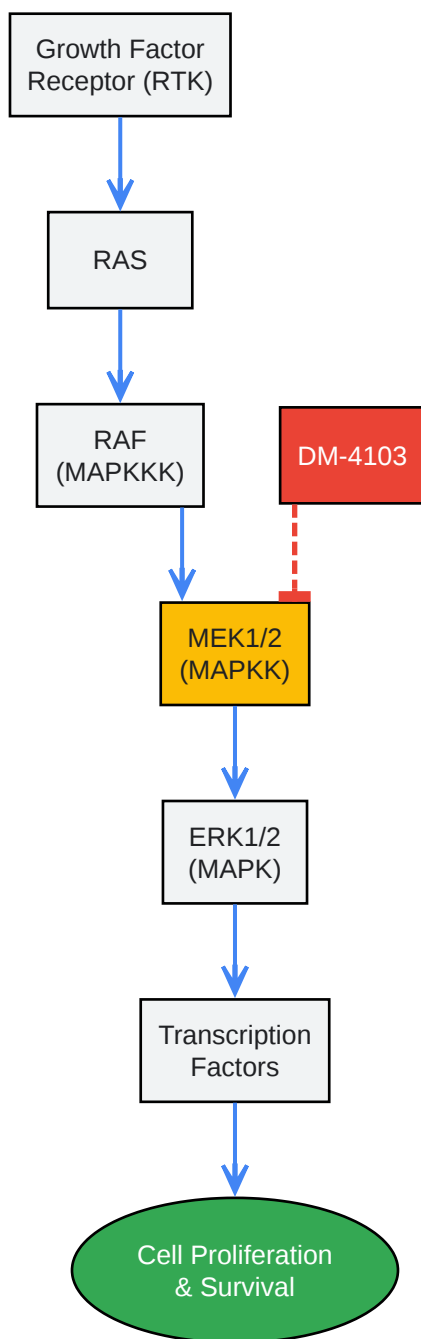 Growth Factor
Receptor (RTK)
RAS
RAF
(MAPKKK)
DM-4103
MEK1/2
(MAPKK)
ERK1/2
(MAPK)
Transcription
Factors
Cell Proliferation
& Survival